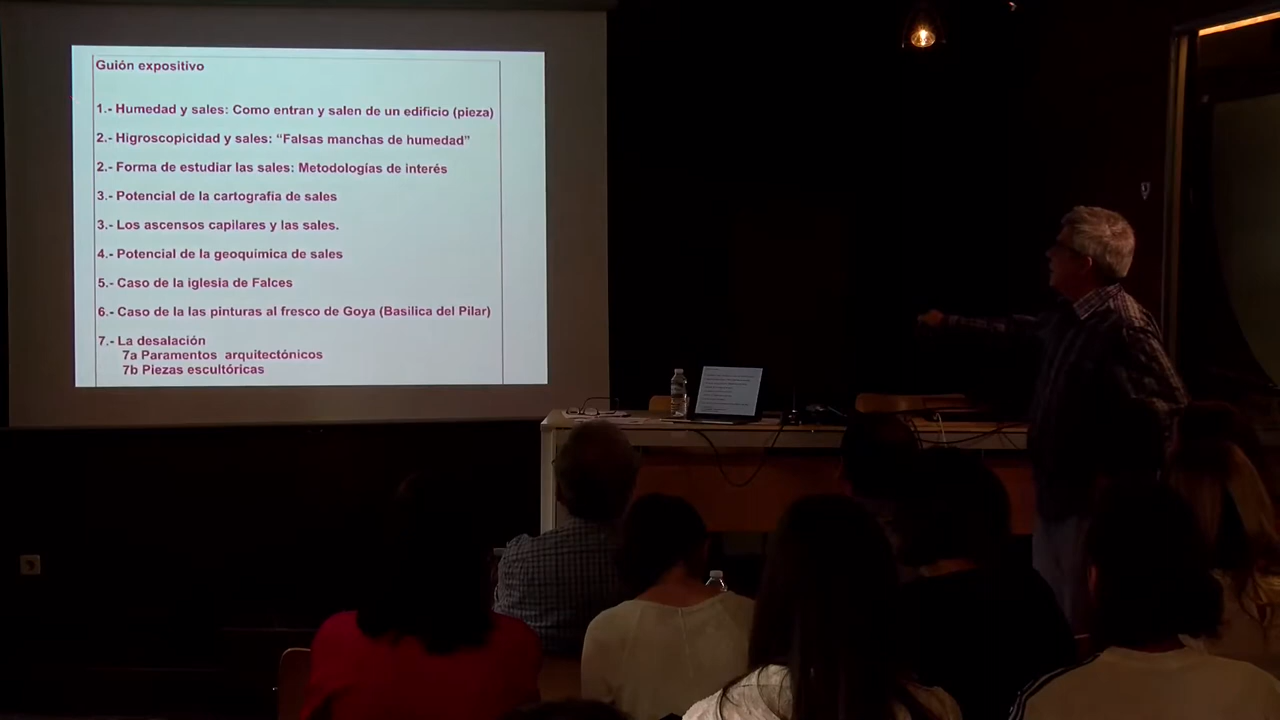 Guión expositivo
1.- Humedad y sales: Como entran y salen de un edificio (pieza)
2.- Higroscopicidad y sales: "Falsas manchas de humedad"
2.- Forma de estudiar las sales: Metodologías de interés
3.- Potencial de la cartografía de sales
3.- Los ascensos capilares y las sales.
4.- Potencial de la geoquímica de sales
5.- Caso de la iglesia de Falces
6.- Caso de la las pinturas al fresco de Goya (Basilica del Pilar)
7.- La desalación
7a Paramentos arquitectónicos
7b Piezas escultóricas